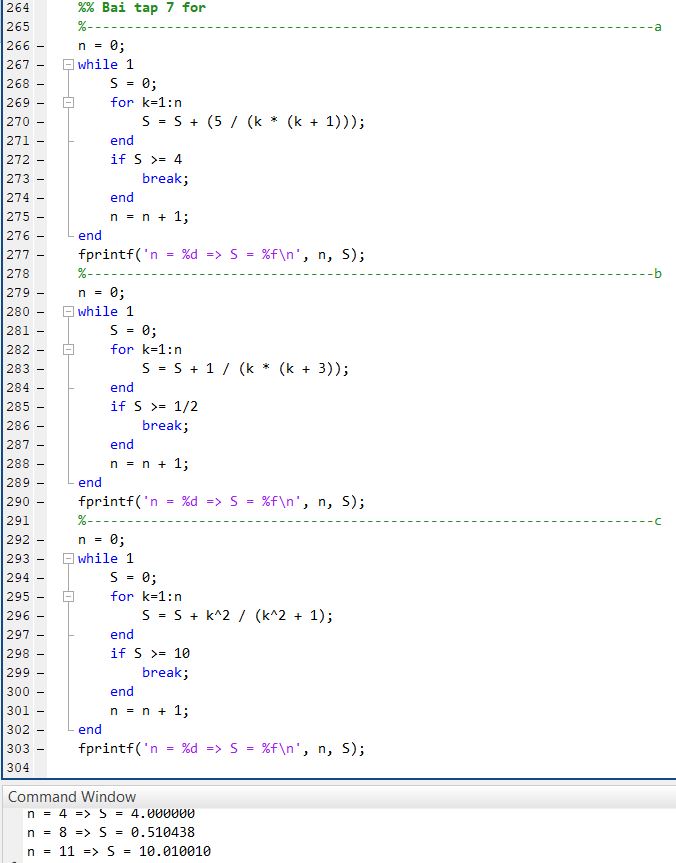 264 %% Bai tap 7 for
265 %-----------------------------------------------------------------------a
266 – n = 0;
267 – while 1
268 – S = 0;
269 – for k=1:n
270 – S = S + (5 / (k * (k + 1)));
271 – end
272 – if S >= 4
273 – break;
274 – end
275 – n = n + 1;
276 – end
277 – fprintf('n = %d => S = %f\n', n, S);
278 %-----------------------------------------------------------------------b
279 – n = 0;
280 – while 1
281 – S = 0;
282 – for k=1:n
283 – S = S + 1 / (k * (k + 3));
284 – end
285 – if S >= 1/2
286 – break;
287 – end
288 – n = n + 1;
289 – end
290 – fprintf('n = %d => S = %f\n', n, S);
291 %-----------------------------------------------------------------------c
292 – n = 0;
293 – while 1
294 – S = 0;
295 – for k=1:n
296 – S = S + k^2 / (k^2 + 1);
297 – end
298 – if S >= 10
299 – break;
300 – end
301 – n = n + 1;
302 – end
303 – fprintf('n = %d => S = %f\n', n, S);
304
Command Window
n = 4 => S = 4.000000
n = 8 => S = 0.510438
n = 11 => S = 10.010010